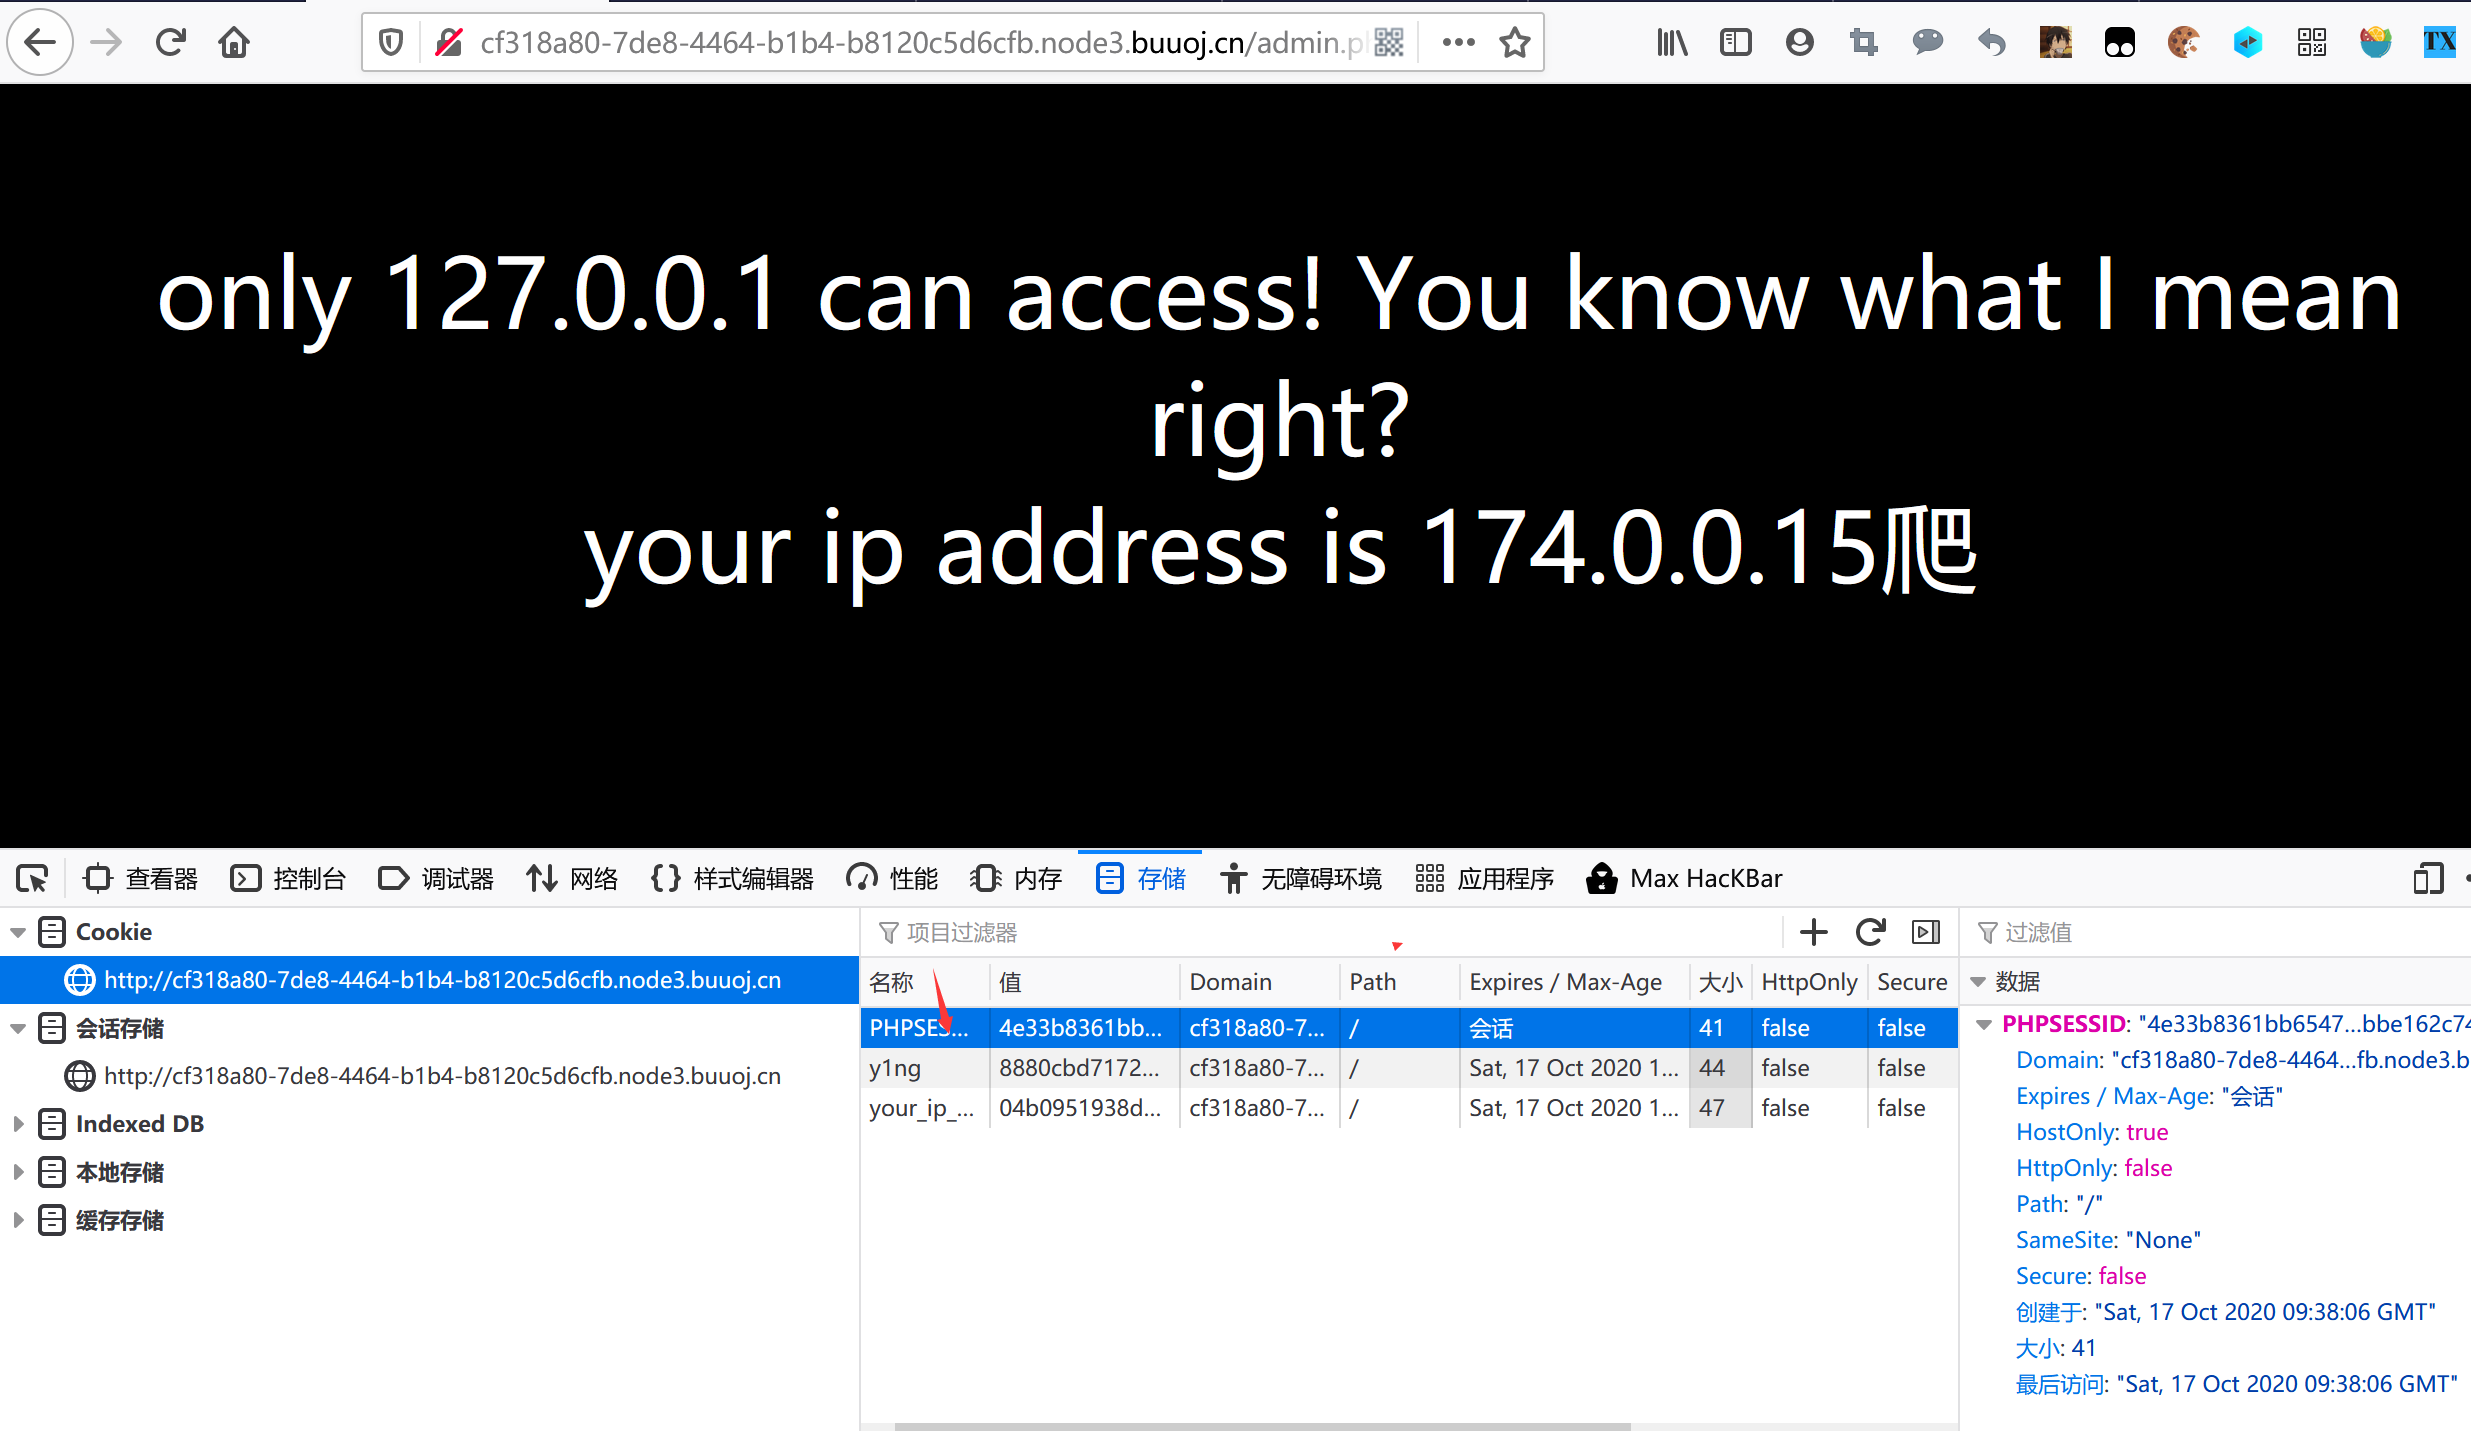 cf318a80-7de8-4464-b1b4-b8120c5d6cfb.node3.buuoj.cn/admin.p
TX
only 127.0.0.1 can access! You know what I mean
right?
your ip address is 174.0.0.15爬
查看器 控制台 调试器 网络 {} 样式编辑器 性能 内存 存储 无障碍环境 应用程序 Max HacKBar
Cookie
http://cf318a80-7de8-4464-b1b4-b8120c5d6cfb.node3.buuoj.cn
会话存储
http://cf318a80-7de8-4464-b1b4-b8120c5d6cfb.node3.buuoj.cn
Indexed DB
本地存储
缓存存储
项目过滤器
名称 值 Domain Path Expires / Max-Age 大小 HttpOnly Secure
PHPSES... 4e33b8361bb... cf318a80-7... / 会话 41 false false
y1ng 8880cbd7172... cf318a80-7... / Sat, 17 Oct 2020 1... 44 false false
your_ip_... 04b0951938d... cf318a80-7... / Sat, 17 Oct 2020 1... 47 false false
过滤值
数据
PHPSESSID: "4e33b8361bb6547...bbe162c74
Domain: "cf318a80-7de8-4464...fb.node3.b
Expires / Max-Age: "会话"
HostOnly: true
HttpOnly: false
Path: "/"
SameSite: "None"
Secure: false
创建于: "Sat, 17 Oct 2020 09:38:06 GMT"
大小: 41
最后访问: "Sat, 17 Oct 2020 09:38:06 GMT"